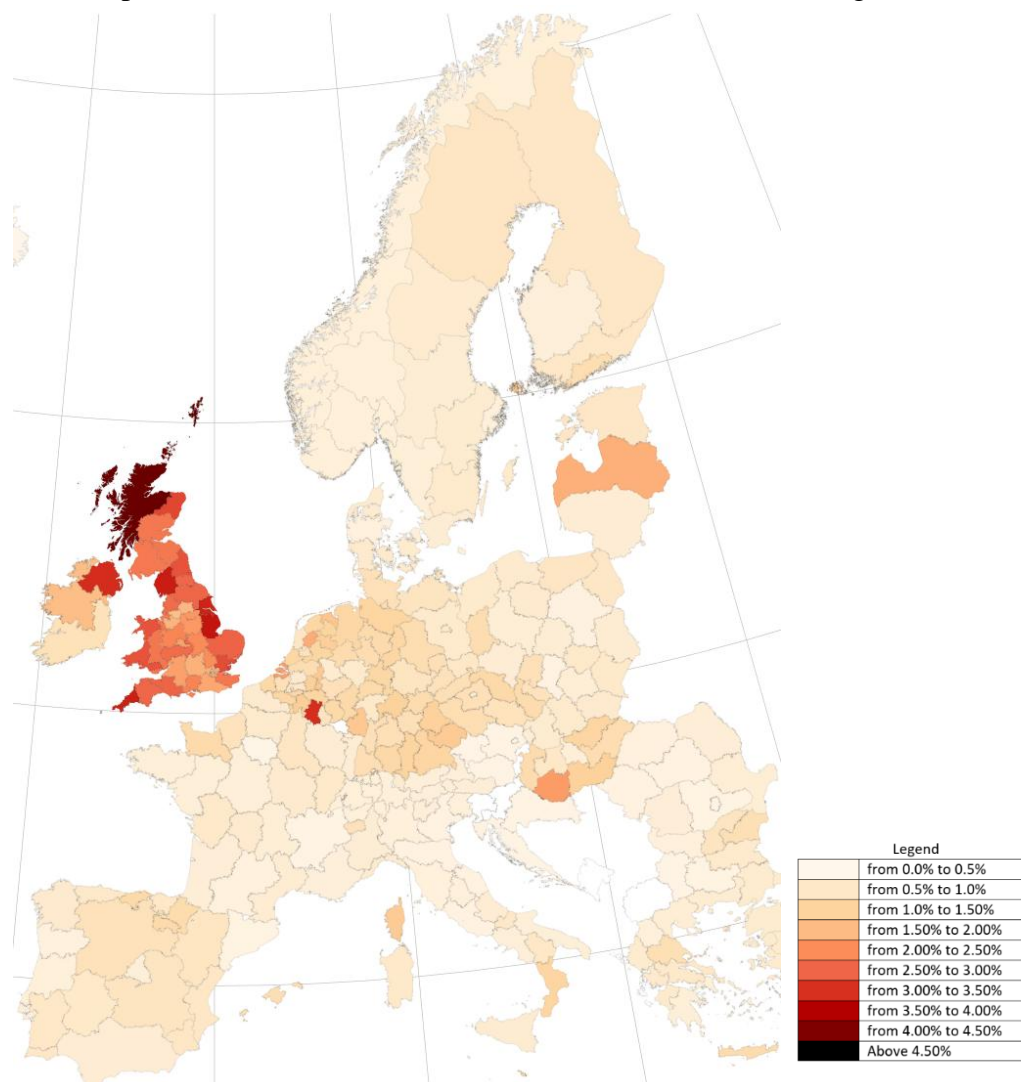 Legend
from 0.0% to 0.5%
from 0.5% to 1.0%
from 1.0% to 1.50%
from 1.50% to 2.00%
from 2.00% to 2.50%
from 2.50% to 3.00%
from 3.00% to 3.50%
from 3.50% to 4.00%
from 4.00% to 4.50%
Above 4.50%